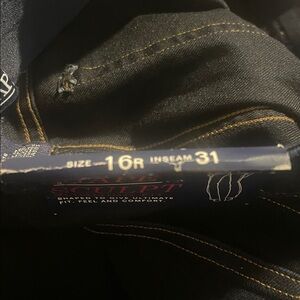 SIZE 16R INSEAM 31
SCULPT
SHAPED TO GIVE ULTIMATE
FIT, FEEL AND COMFORT.